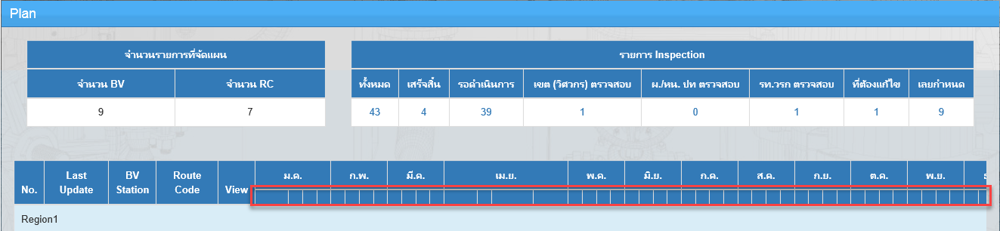 Plan
จำนวนรายการที่จัดแผน
รายการ Inspection
จำนวน BV จำนวน RC
ทั้งหมด เสร็จสิ้น รอดำเนินการ เขต (วิศวกร) ตรวจสอบ ผ./หน. ปท ตรวจสอบ รท.วรก ตรวจสอบ ที่ต้องแก้ไข เลยกำหนด
9 7
43 4 39 1 0 1 1 9
No. Last Update BV Station Route Code View ม.ค. ก.พ. มี.ค. เม.ย. พ.ค. มิ.ย. ก.ค. ส.ค. ก.ย. ต.ค. พ.ย.
Region1